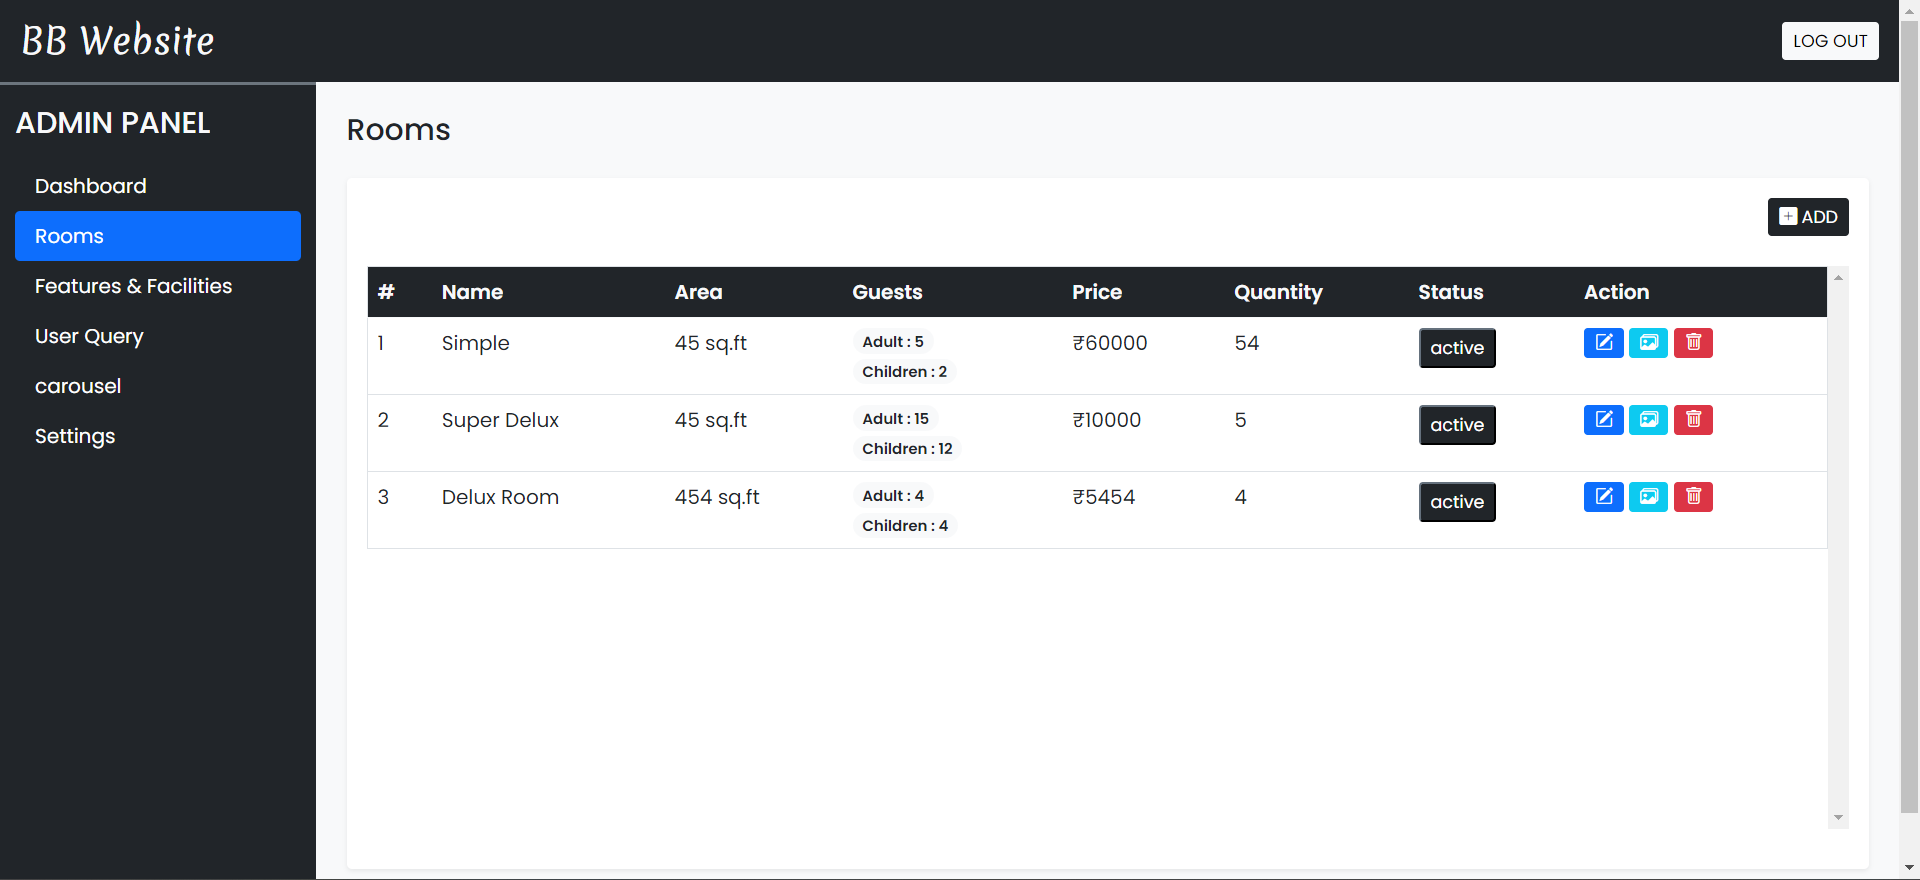 BB Website
LOG OUT
ADMIN PANEL
Dashboard
Rooms
Features & Facilities
User Query
carousel
Settings
Rooms
ADD
# Name Area Guests Price Quantity Status Action
1 Simple 45 sq.ft Adult : 5 ₹60000 54 active
Children : 2
2 Super Delux 45 sq.ft Adult : 15 ₹10000 5 active
Children : 12
3 Delux Room 454 sq.ft Adult : 4 ₹5454 4 active
Children : 4